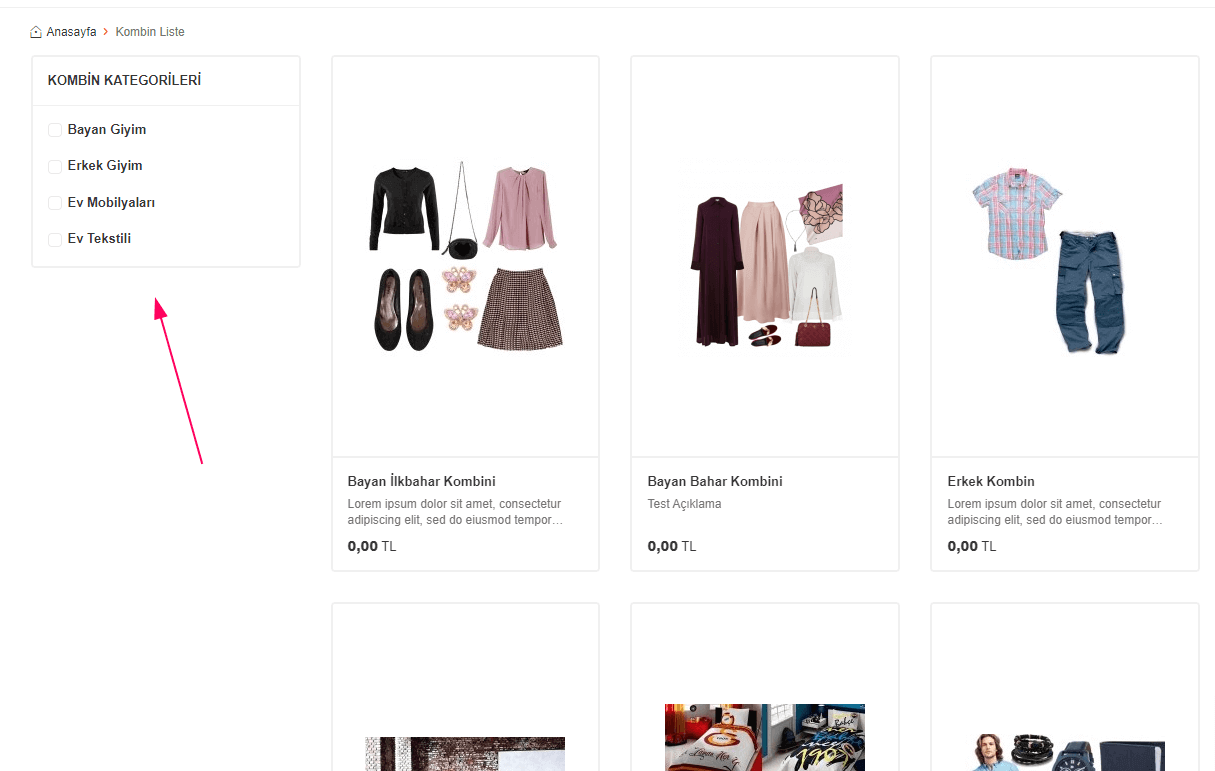 Anasayfa > Kombin Liste
KOMBİN KATEGORİLERİ
Bayan Giyim
Erkek Giyim
Ev Mobilyaları
Ev Tekstili
Bayan İlkbahar Kombini
Lorem ipsum dolor sit amet, consectetur
adipiscing elit, sed do eiusmod tempor…
0,00 TL
Bayan Bahar Kombini
Test Açıklama
0,00 TL
Erkek Kombin
Lorem ipsum dolor sit amet, consectetur
adipiscing elit, sed do eiusmod tempor…
0,00 TL